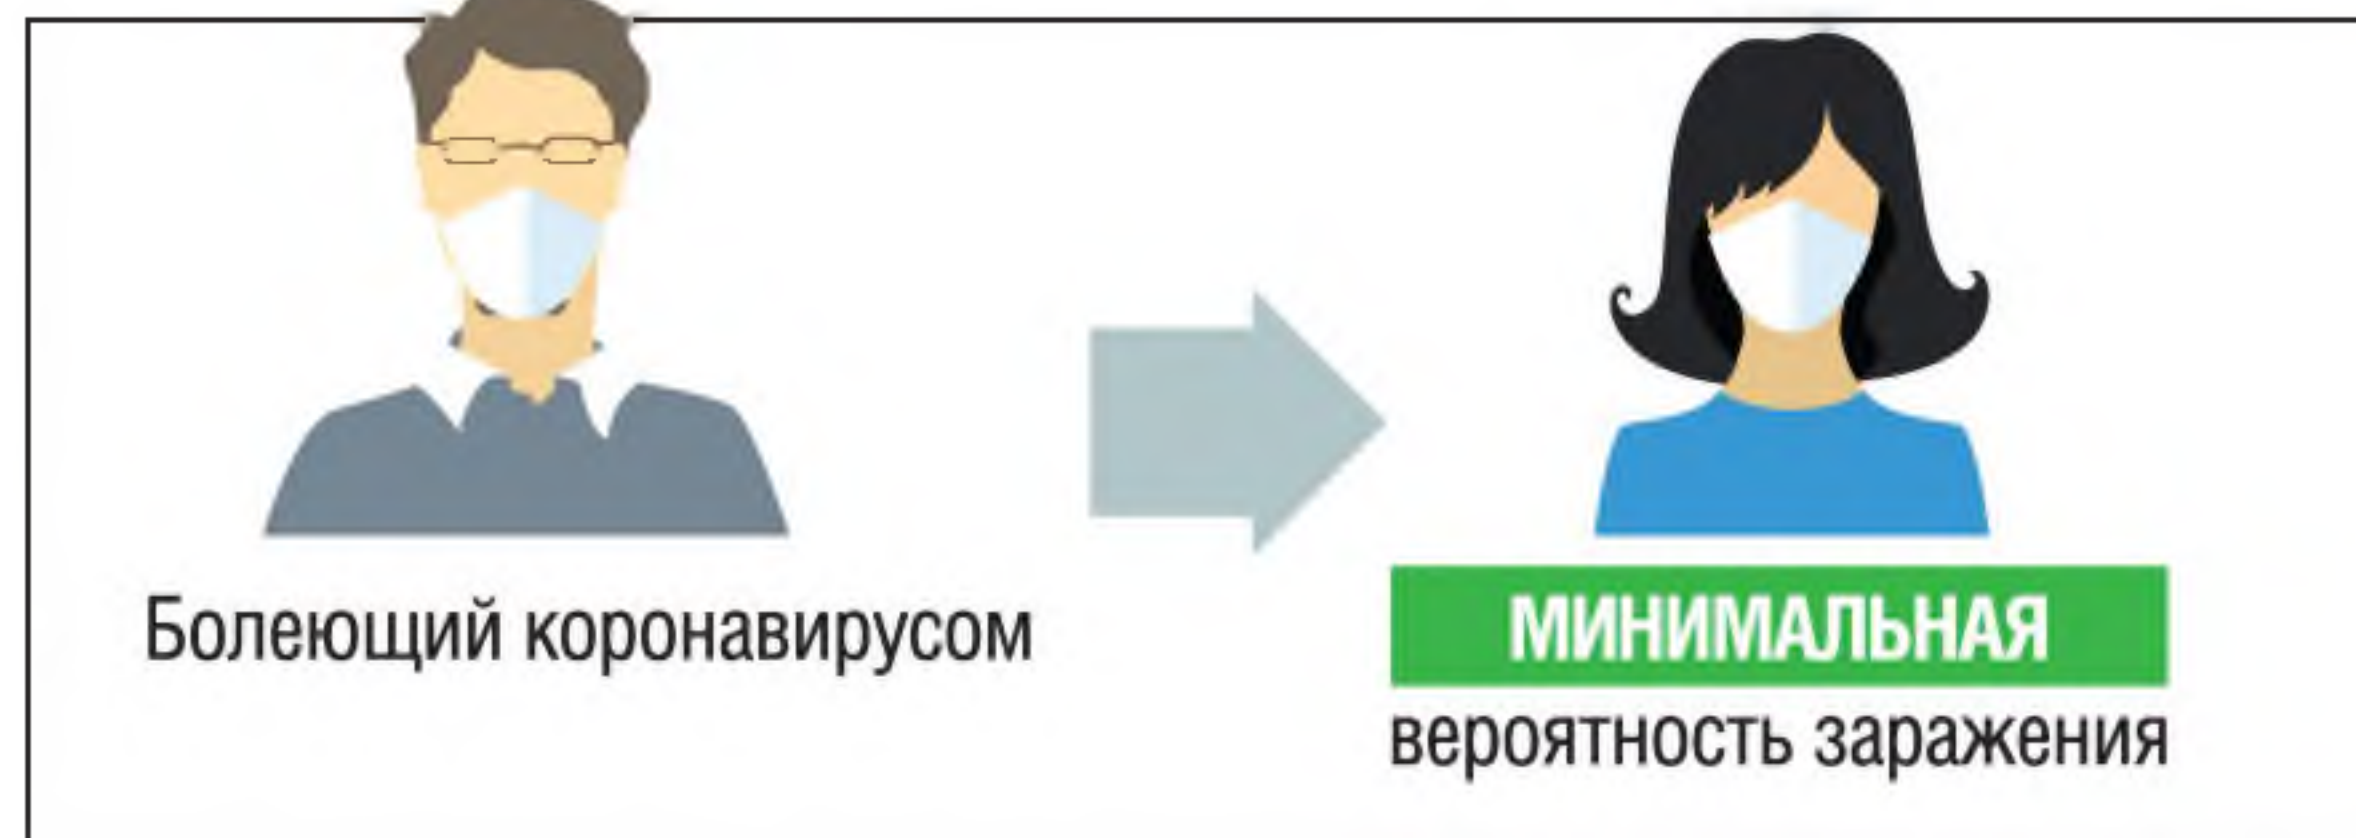 Болеющий коронавирусом
МИНИМАЛЬНАЯ
вероятность заражения